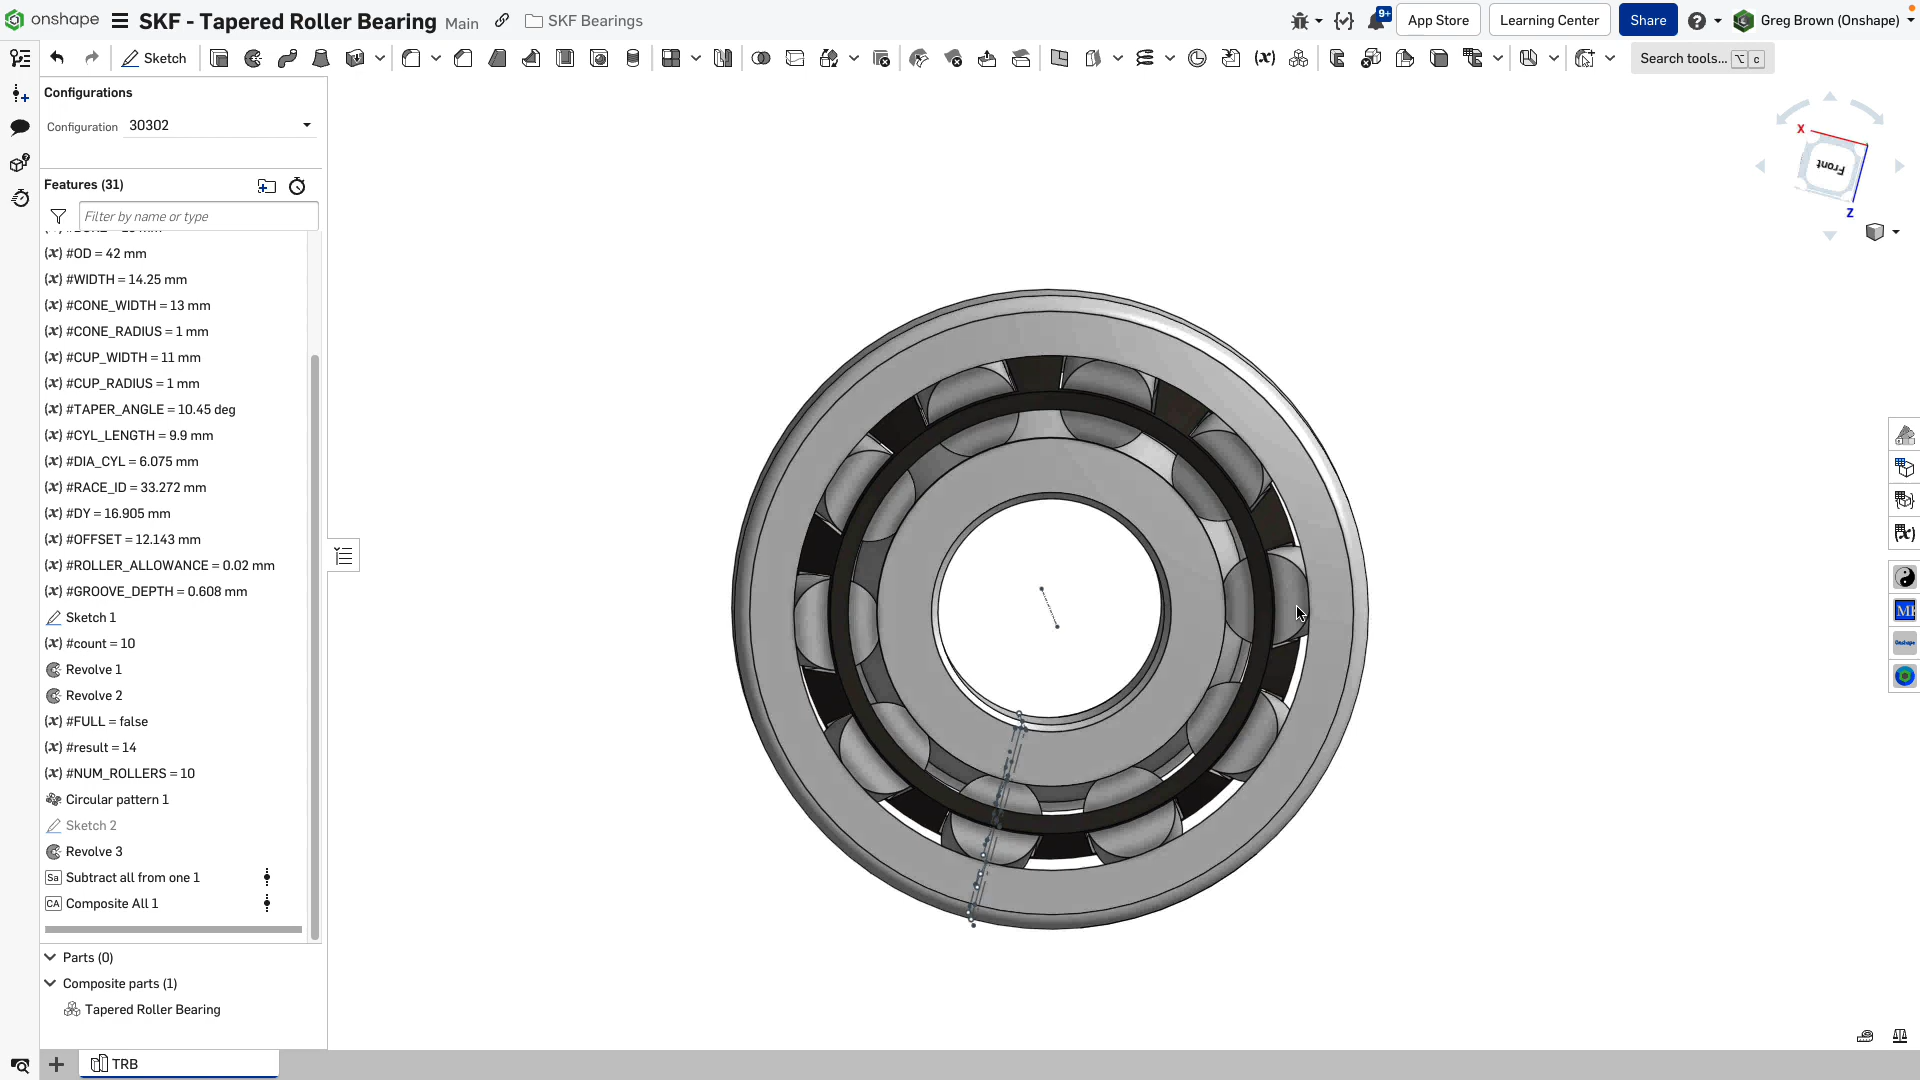 onshape
SKF - Tapered Roller Bearing Main
SKF Bearings
9+
App Store
Learning Center
Share
Greg Brown (Onshape)
Sketch
Search tools... ⌥ c
Configurations
Configuration 30302
Features (31)
Filter by name or type
(x) #OD = 42 mm
(x) #WIDTH = 14.25 mm
(x) #CONE_WIDTH = 13 mm
(x) #CONE_RADIUS = 1 mm
(x) #CUP_WIDTH = 11 mm
(x) #CUP_RADIUS = 1 mm
(x) #TAPER_ANGLE = 10.45 deg
(x) #CYL_LENGTH = 9.9 mm
(x) #DIA_CYL = 6.075 mm
(x) #RACE_ID = 33.272 mm
(x) #DY = 16.905 mm
(x) #OFFSET = 12.143 mm
(x) #ROLLER_ALLOWANCE = 0.02 mm
(x) #GROOVE_DEPTH = 0.608 mm
Sketch 1
(x) #count = 10
Revolve 1
Revolve 2
(x) #FULL = false
(x) #result = 14
(x) #NUM_ROLLERS = 10
Circular pattern 1
Sketch 2
Revolve 3
Sa Subtract all from one 1
CA Composite All 1
Parts (0)
Composite parts (1)
Tapered Roller Bearing
TRB
X
Front
Z
(x)
Onshape